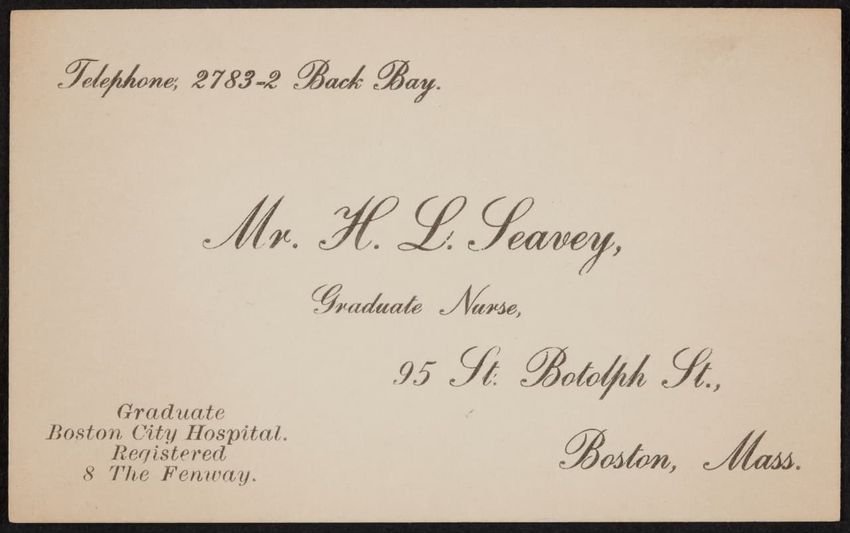 Telephone, 2783-2 Back Bay.
Mr. H. L. Seavey,
Graduate Nurse,
95 St. Botolph St.,
Boston, Mass.
Graduate
Boston City Hospital.
Registered
8 The Fenway.